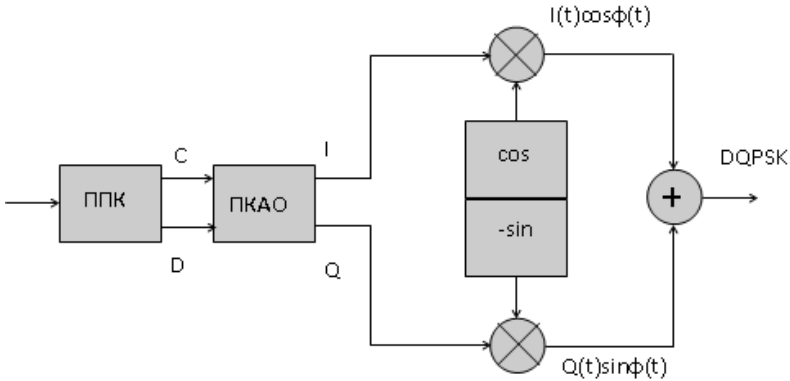 I(t)cosϕ(t)
C
I
cos
DQPSK
ППК
ПКАО
+
-sin
D
Q
Q(t)sinϕ(t)